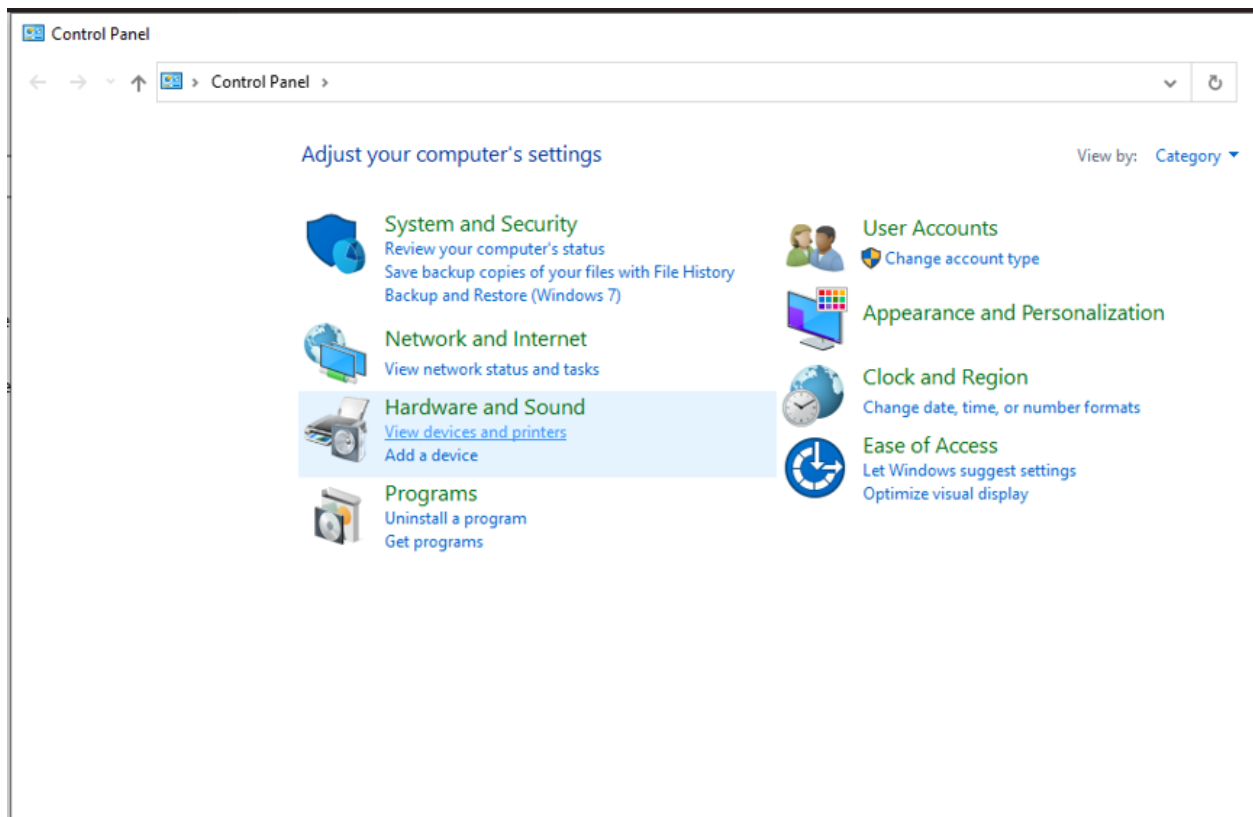 Control Panel
Control Panel
Adjust your computer's settings
View by: Category
System and Security
Review your computer's status
Save backup copies of your files with File History
Backup and Restore (Windows 7)
Network and Internet
View network status and tasks
Hardware and Sound
View devices and printers
Add a device
Programs
Uninstall a program
Get programs
User Accounts
Change account type
Appearance and Personalization
Clock and Region
Change date, time, or number formats
Ease of Access
Let Windows suggest settings
Optimize visual display